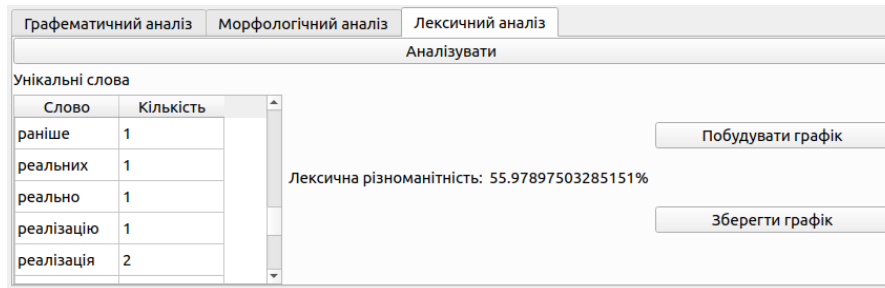 Графематичний аналіз Морфологічний аналіз Лексичний аналіз
Аналізувати
Унікальні слова
Слово Кількість
раніше 1
реальних 1
реально 1
реалізацію 1
реалізація 2
Лексична різноманітність: 55.97897503285151%
Побудувати графік
Зберегти графік